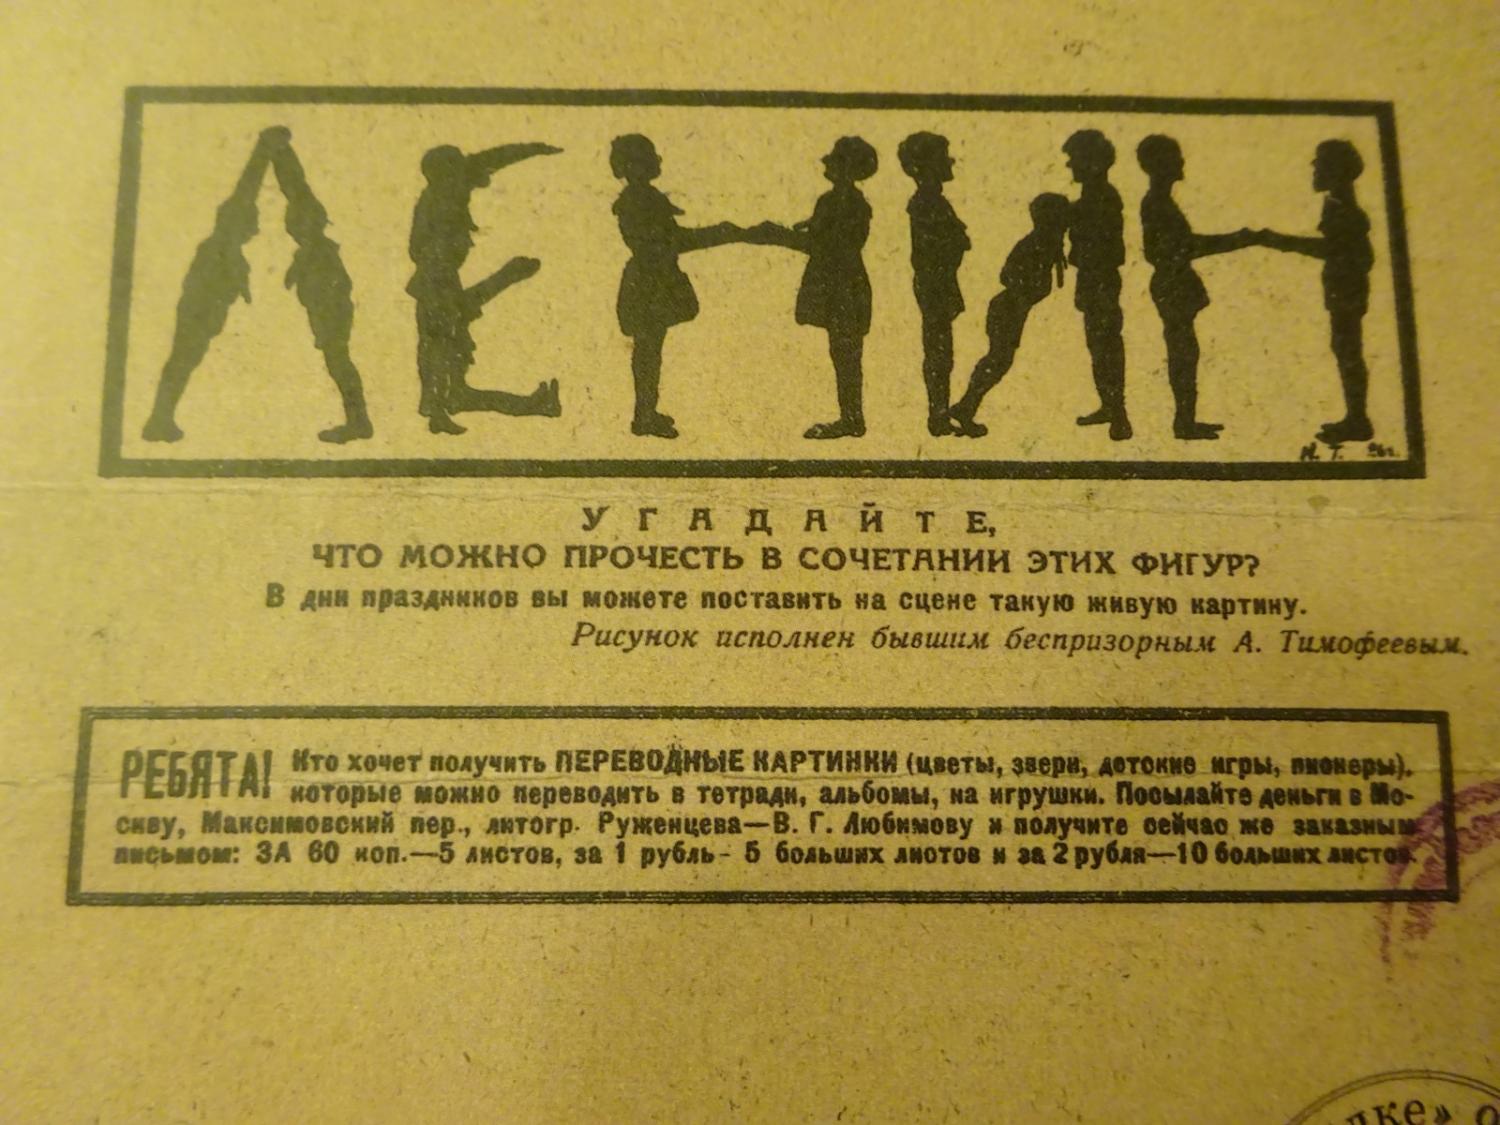 ЛЕНИН
Н. Т. 26г.
УГАДАЙТЕ,
ЧТО МОЖНО ПРОЧЕСТЬ В СОЧЕТАНИИ ЭТИХ ФИГУР?
В дни праздников вы можете поставить на сцене такую живую картину.
Рисунок исполнен бывшим беспризорным А. Тимофеевым.
РЕБЯТА! Кто хочет получить ПЕРЕВОДНЫЕ КАРТИНКИ (цветы, звери, детские игры, пионеры),
которые можно переводить в тетради, альбомы, на игрушки. Посылайте деньги в Мо-
скву, Максимовский пер., литогр. Руженцева—В. Г. Любимову и получите сейчас же заказным
письмом: ЗА 60 коп.—5 листов, за 1 рубль- 5 больших листов и за 2 рубля—10 больших листов.